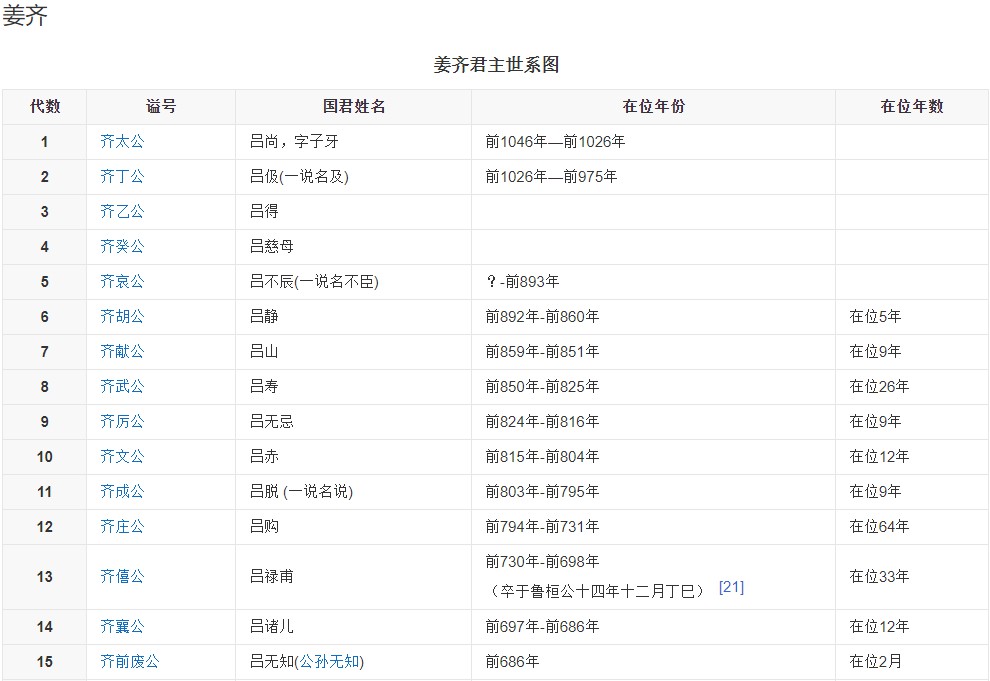 姜齐
姜齐君主世系图
代数 谥号 国君姓名 在位年份 在位年数
1 齐太公 吕尚，字子牙 前1046年—前1026年
2 齐丁公 吕伋(一说名及) 前1026年—前975年
3 齐乙公 吕得
4 齐癸公 吕慈母
5 齐哀公 吕不辰(一说名不臣) ？-前893年
6 齐胡公 吕静 前892年-前860年 在位5年
7 齐献公 吕山 前859年-前851年 在位9年
8 齐武公 吕寿 前850年-前825年 在位26年
9 齐厉公 吕无忌 前824年-前816年 在位9年
10 齐文公 吕赤 前815年-前804年 在位12年
11 齐成公 吕脱 (一说名说) 前803年-前795年 在位9年
12 齐庄公 吕购 前794年-前731年 在位64年
13 齐僖公 吕禄甫 前730年-前698年 在位33年
（卒于鲁桓公十四年十二月丁巳） [21]
14 齐襄公 吕诸儿 前697年-前686年 在位12年
15 齐前废公 吕无知(公孙无知) 前686年 在位2月